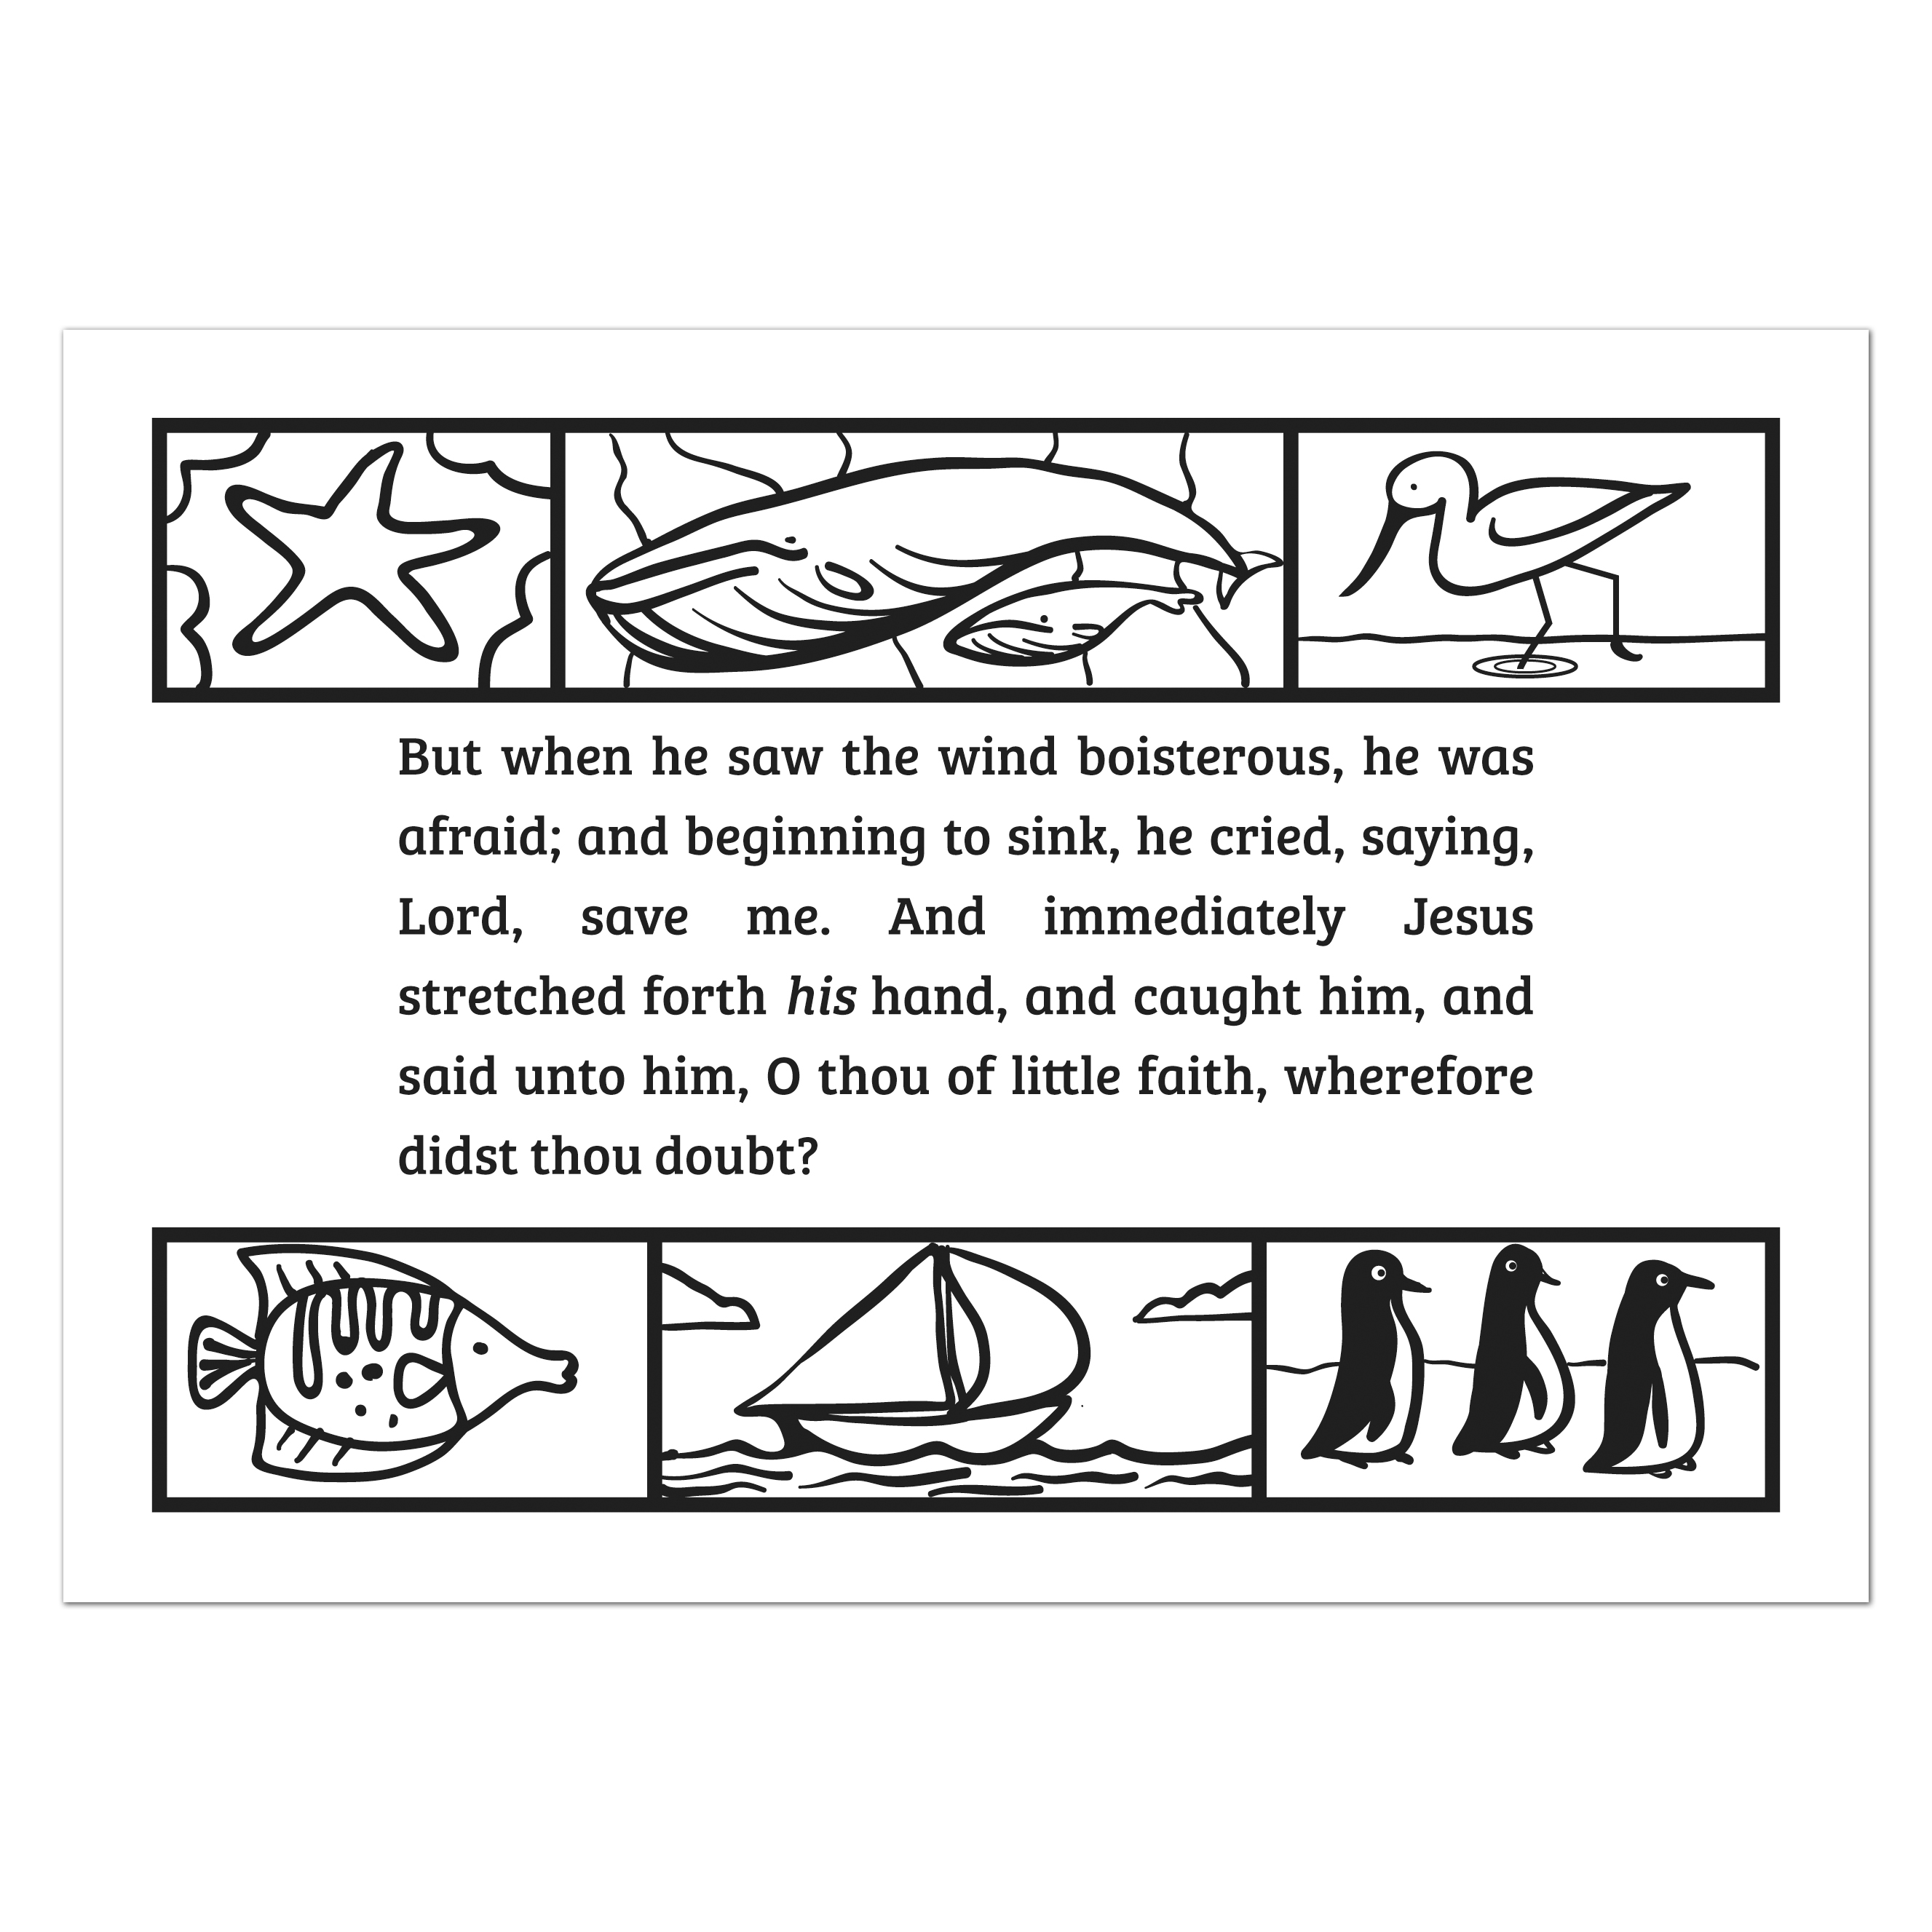 But when he saw the wind boisterous, he was
afraid; and beginning to sink, he cried, saying,
Lord, save me. And immediately Jesus
stretched forth his hand, and caught him, and
said unto him, O thou of little faith, wherefore
didst thou doubt?